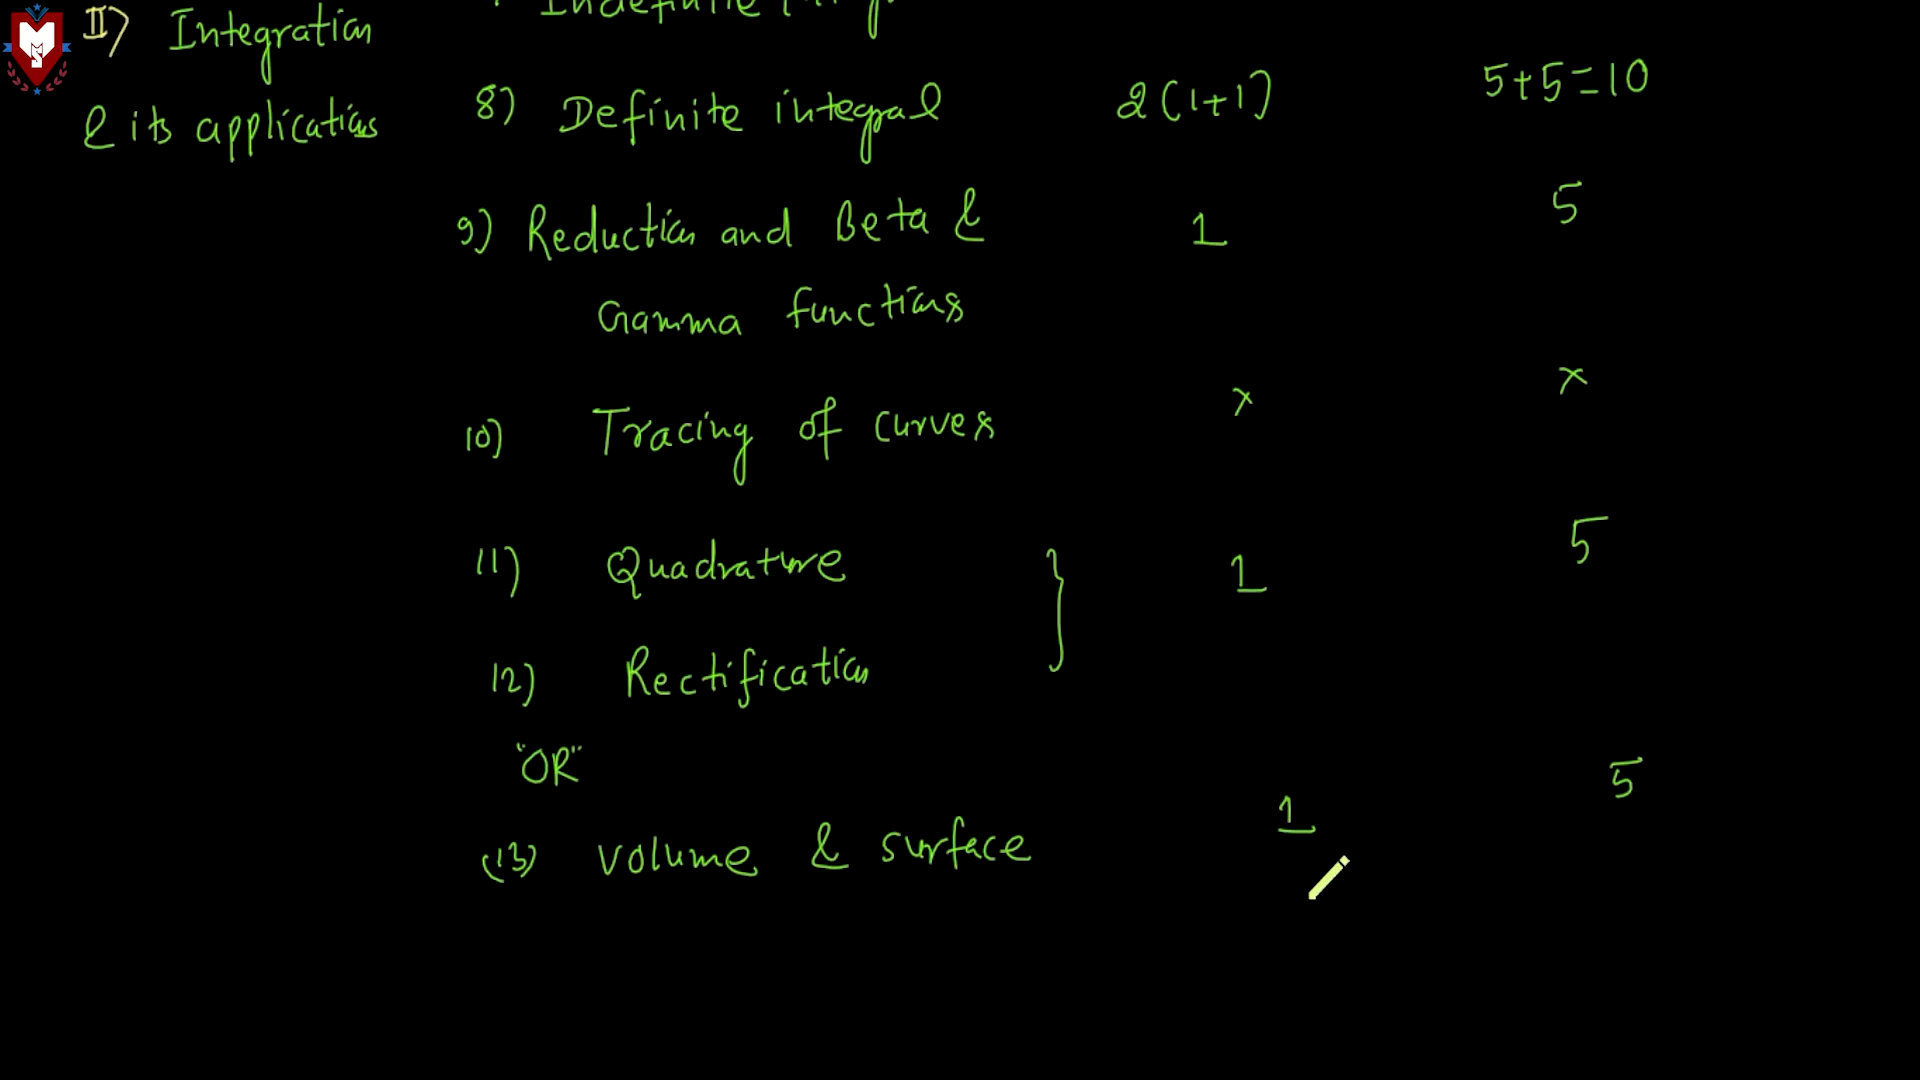 Indefinite
II) Integration
& its applications
8) Definite integral 2(1+1) 5+5=10
9) Reduction and Beta & 1 5
Gamma functions
10) Tracing of curves x x
11) Quadrature } 1 5
12) Rectification
"OR"
(13) volume & surface 1 5